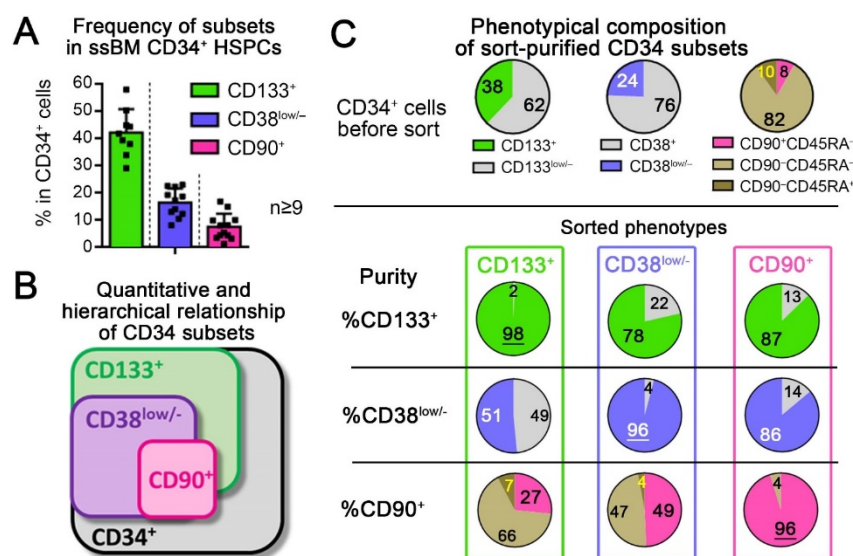 A
Frequency of subsets
in ssBM CD34⁺ HSPCs
% in CD34⁺ cells
60
50
40
30
20
10
0
CD133⁺
CD38ˡᵒʷ/⁻
CD90⁺
n≥9
B
Quantitative and
hierarchical relationship
of CD34 subsets
CD133⁺
CD38ˡᵒʷ/⁻
CD90⁺
CD34⁺
C
Phenotypical composition
of sort-purified CD34 subsets
CD34⁺ cells
before sort
38
62
24
76
10
8
82
CD133⁺
CD133ˡᵒʷ/⁻
CD38⁺
CD38ˡᵒʷ/⁻
CD90⁺CD45RA⁻
CD90⁻CD45RA⁻
CD90⁻CD45RA⁺
Sorted phenotypes
Purity
CD133⁺
CD38ˡᵒʷ/⁻
CD90⁺
%CD133⁺
2
98
22
78
13
87
%CD38ˡᵒʷ/⁻
51
49
4
96
14
86
%CD90⁺
7
27
66
4
47
49
4
96